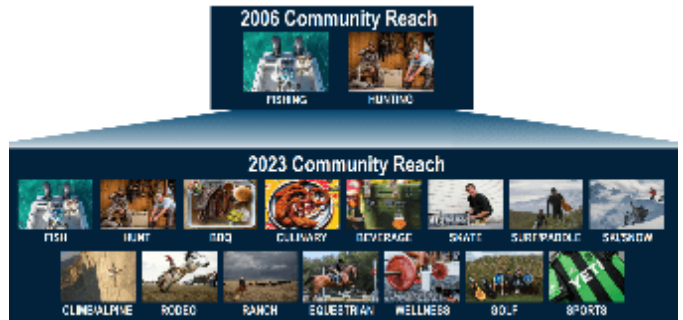 2006 Community Reach
FISHING HUNTING
2023 Community Reach
FISH HUNT BBQ CULINARY BEVERAGE SKATE SURF/PADDLE SKI/SNOW
CLIMB/ALPINE RODEO RANCH EQUESTRIAN WELLNESS GOLF SPORTS
YETI